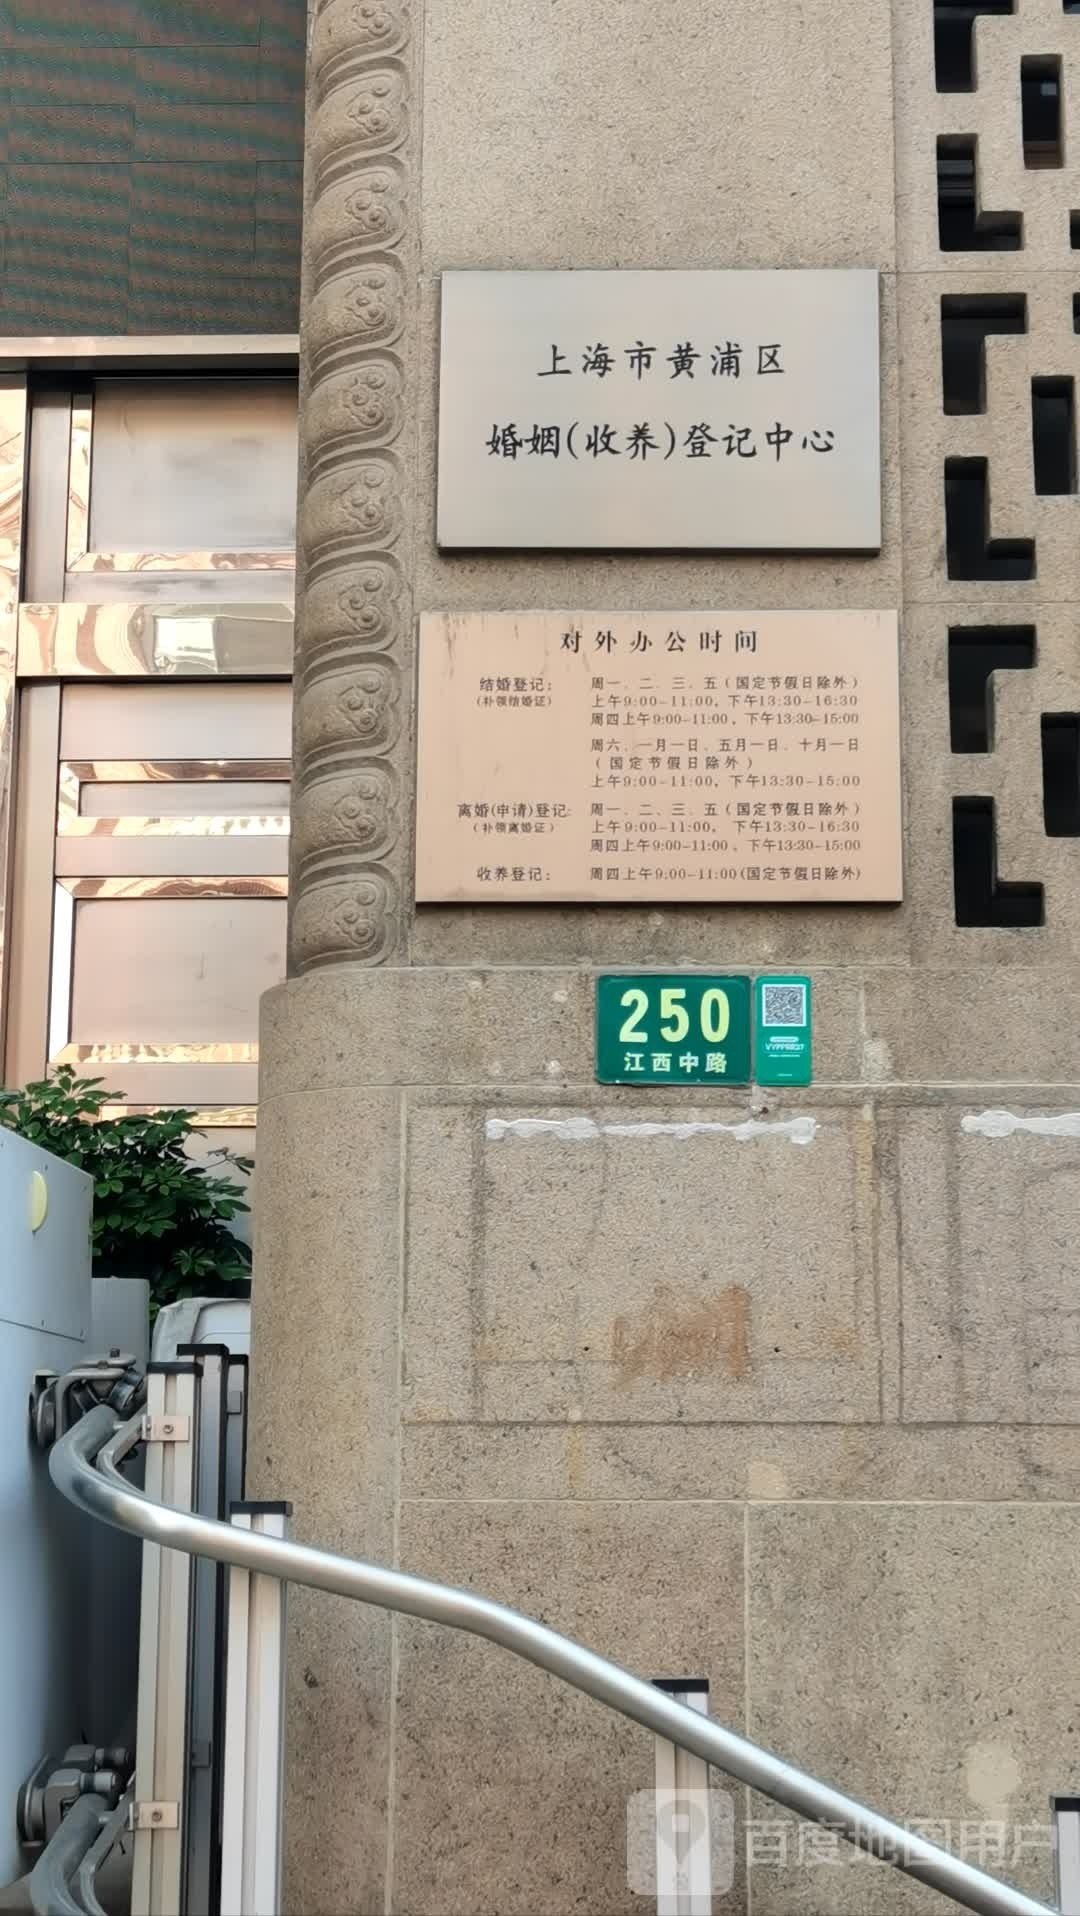 上海市黄浦区
婚姻(收养)登记中心
对外办公时间
结婚登记: 周一、二、三、五(国定节假日除外)
(补领结婚证) 上午9:00-11:00, 下午13:30-16:30
周四上午9:00-11:00, 下午13:30-15:00
周六、一月一日、五月一日、十月一日
(国定节假日除外)
上午9:00-11:00, 下午13:30-15:00
离婚(申请)登记: 周一、二、三、五(国定节假日除外)
(补领离婚证) 上午9:00-11:00, 下午13:30-16:30
周四上午9:00-11:00, 下午13:30-15:00
收养登记: 周四上午9:00-11:00(国定节假日除外)
250
江西中路
百度地图用户